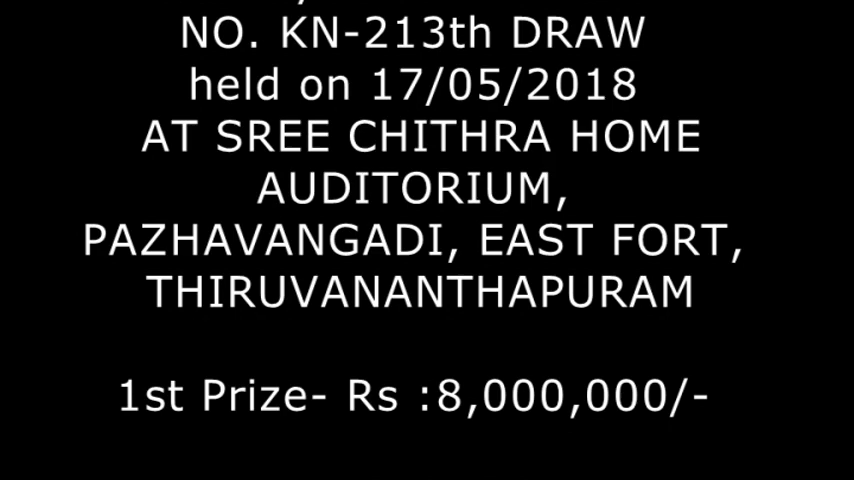 NO. KN-213th DRAW
held on 17/05/2018
AT SREE CHITHRA HOME
AUDITORIUM,
PAZHAVANGADI, EAST FORT,
THIRUVANANTHAPURAM
1st Prize- Rs :8,000,000/-